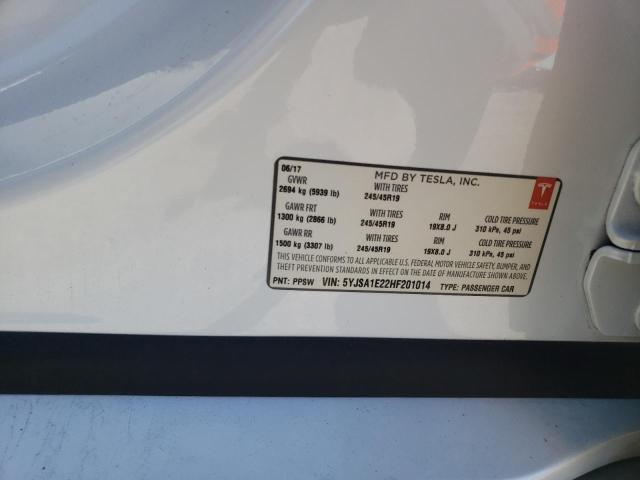 06/17 MFD BY TESLA, INC.
GVWR WITH TIRES
2694 kg (5939 lb) 245/45R19
GAWR FRT WITH TIRES RIM COLD TIRE PRESSURE
1300 kg (2866 lb) 245/45R19 19X8.0 J 310 kPa, 45 psi
GAWR RR WITH TIRES RIM COLD TIRE PRESSURE
1500 kg (3307 lb) 245/45R19 19X8.0 J 310 kPa, 45 psi
THIS VEHICLE CONFORMS TO ALL APPLICABLE U.S. FEDERAL MOTOR VEHICLE SAFETY, BUMPER, AND
THEFT PREVENTION STANDARDS IN EFFECT ON THE DATE OF MANUFACTURE SHOWN ABOVE.
PNT: PPSW VIN: 5YJSA1E22HF201014 TYPE: PASSENGER CAR
TESLA